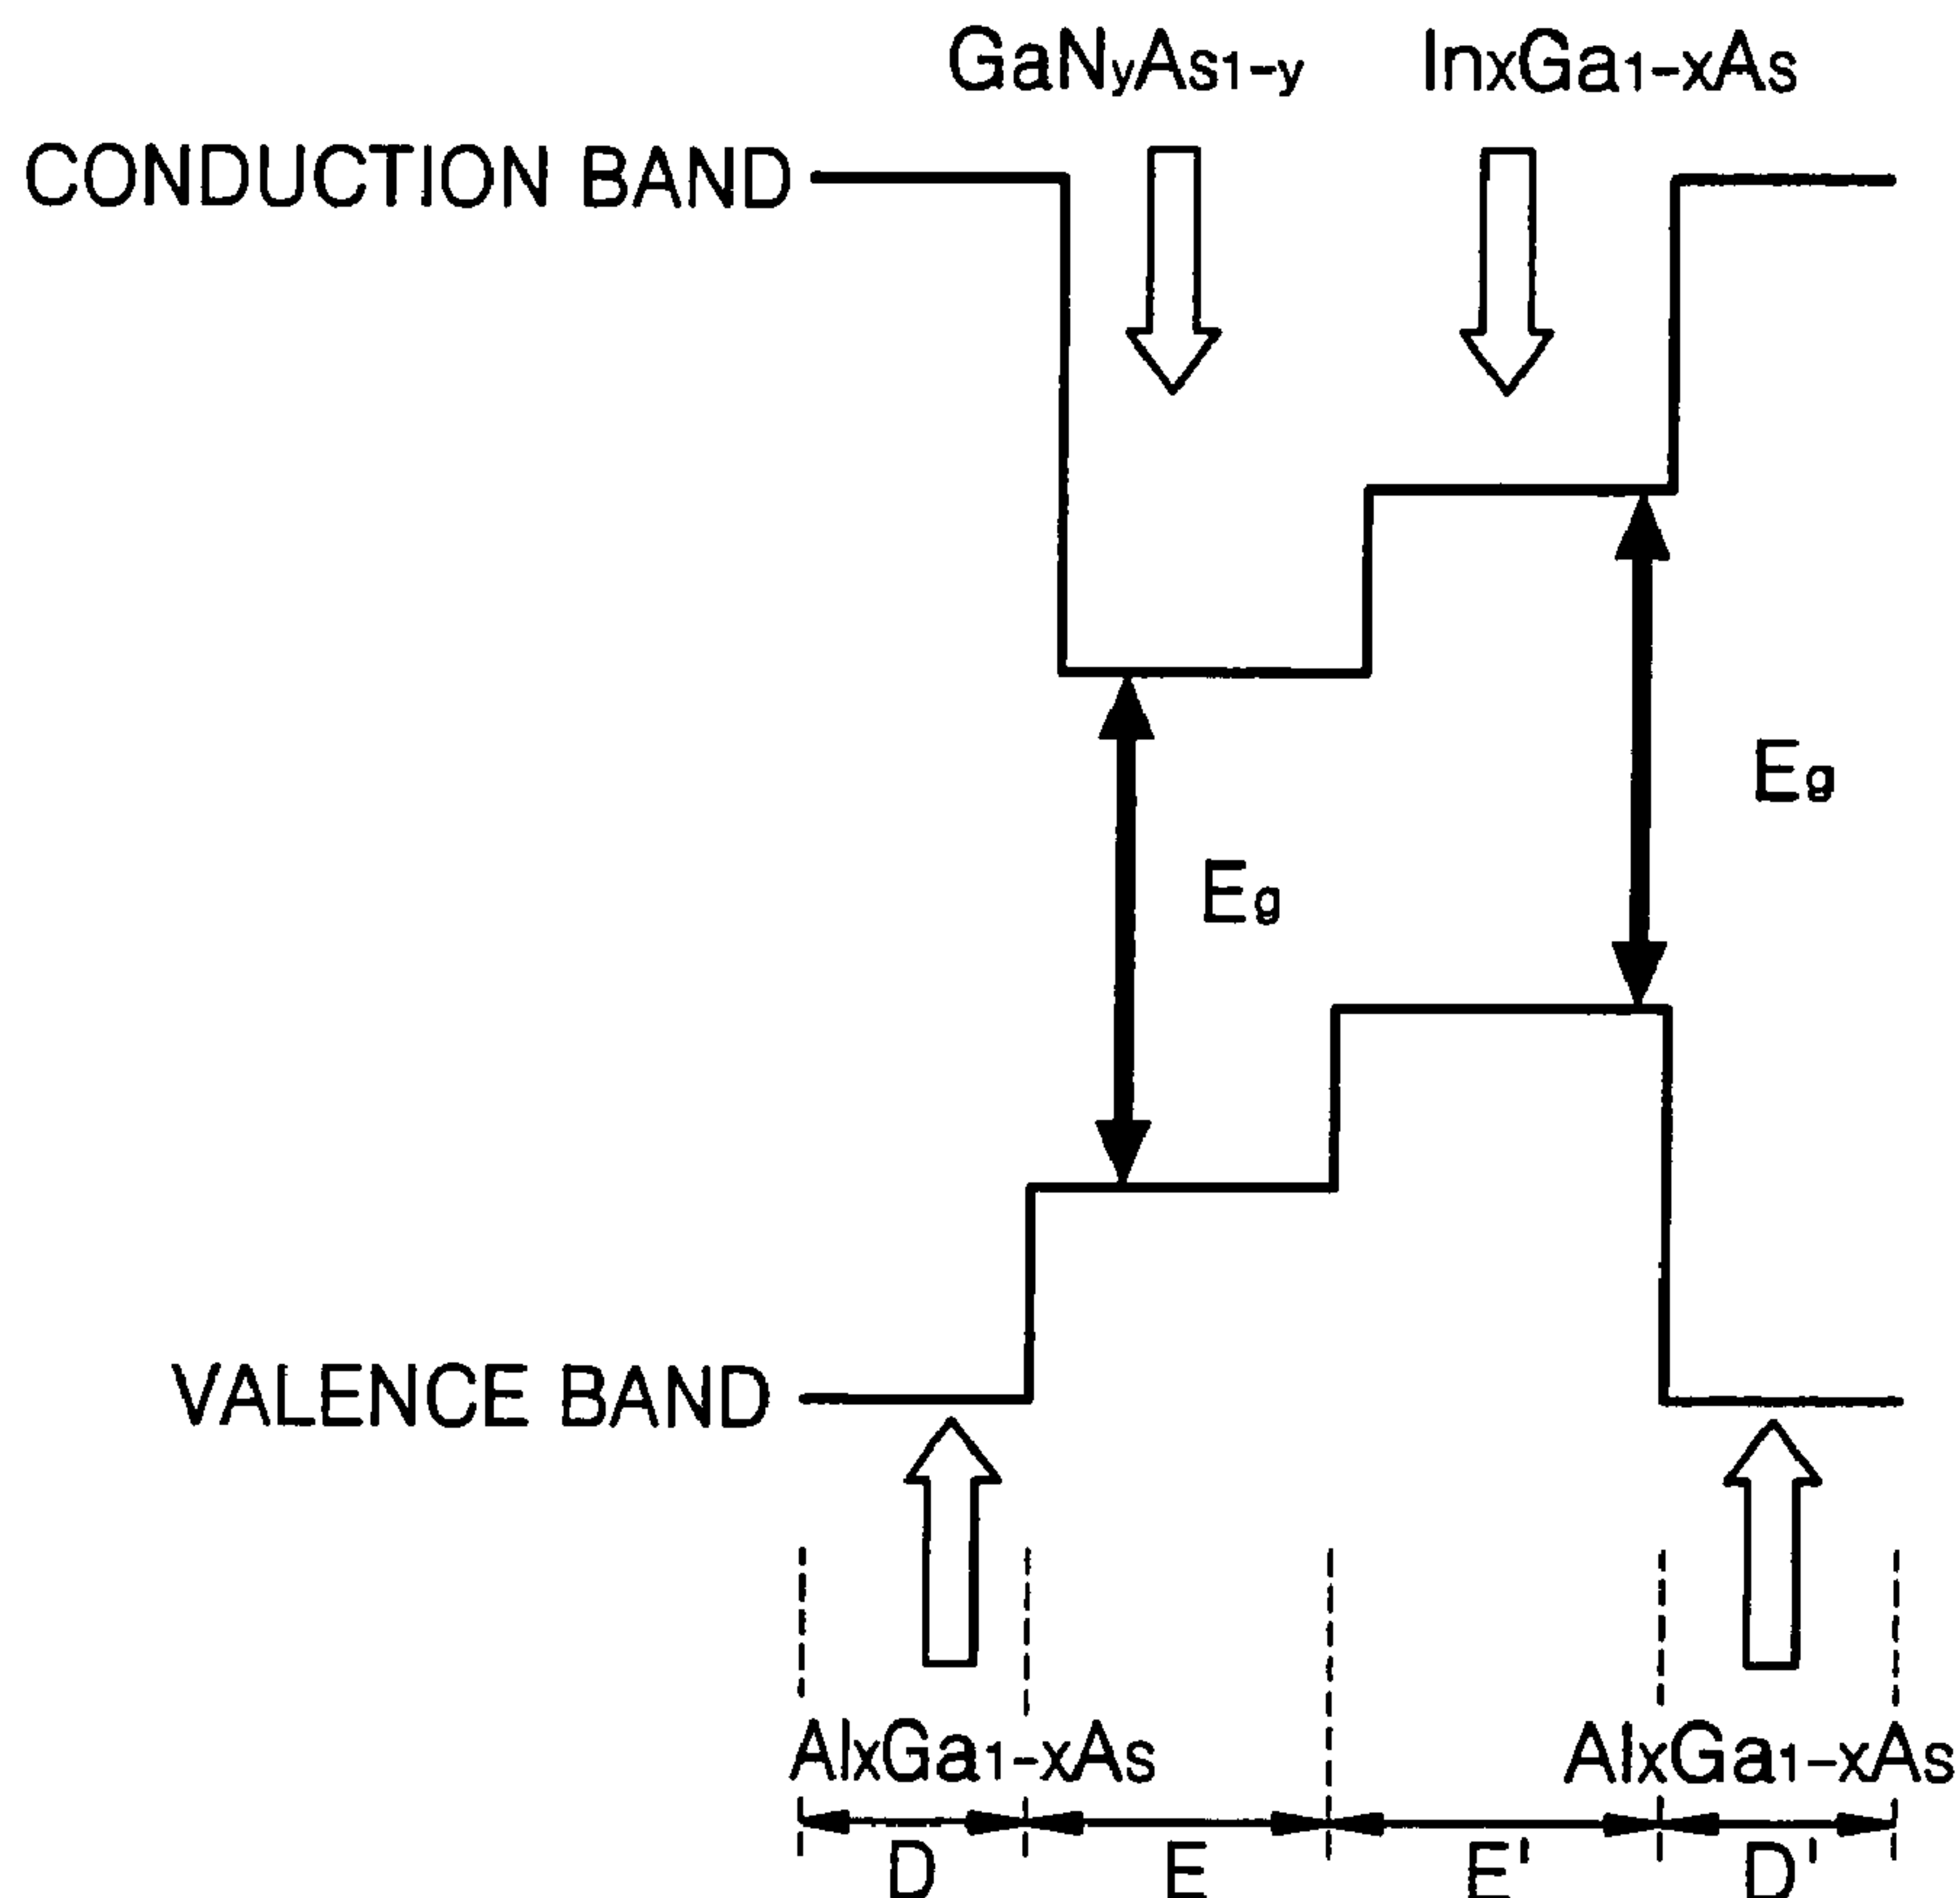 GaNyAs1-y InxGa1-xAs
CONDUCTION BAND
Eg
Eg
VALENCE BAND
AlxGa1-xAs AlxGa1-xAs
D E E' D'